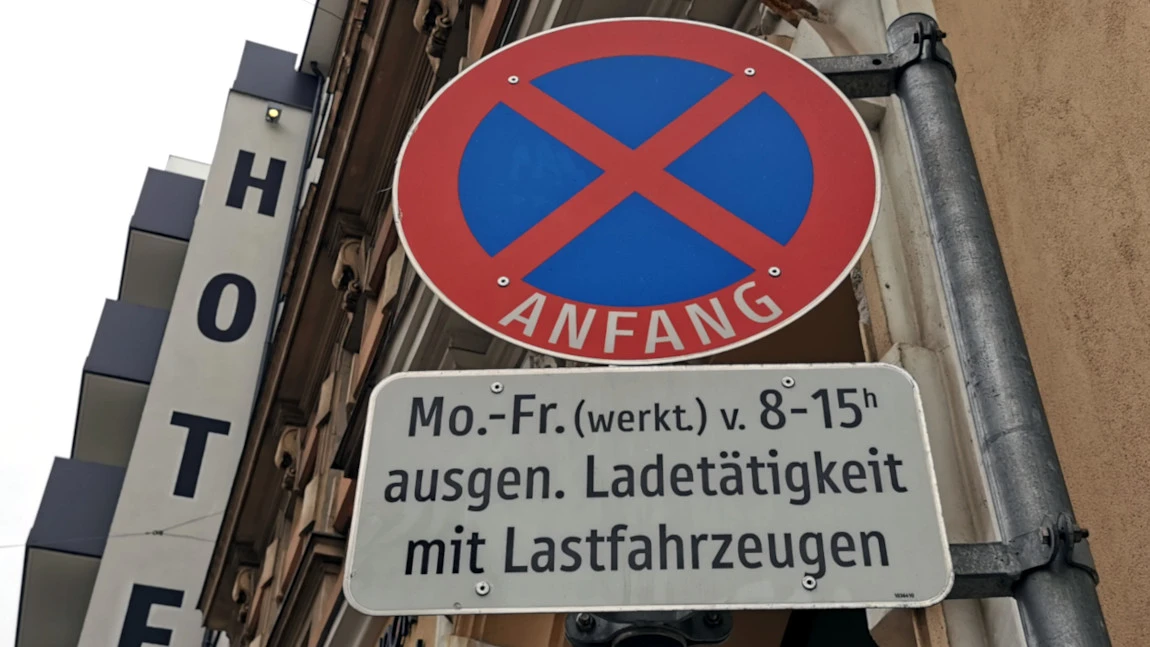 HOTE
ANFANG
Mo.-Fr. (werkt.) v. 8-15h
ausgen. Ladetätigkeit
mit Lastfahrzeugen